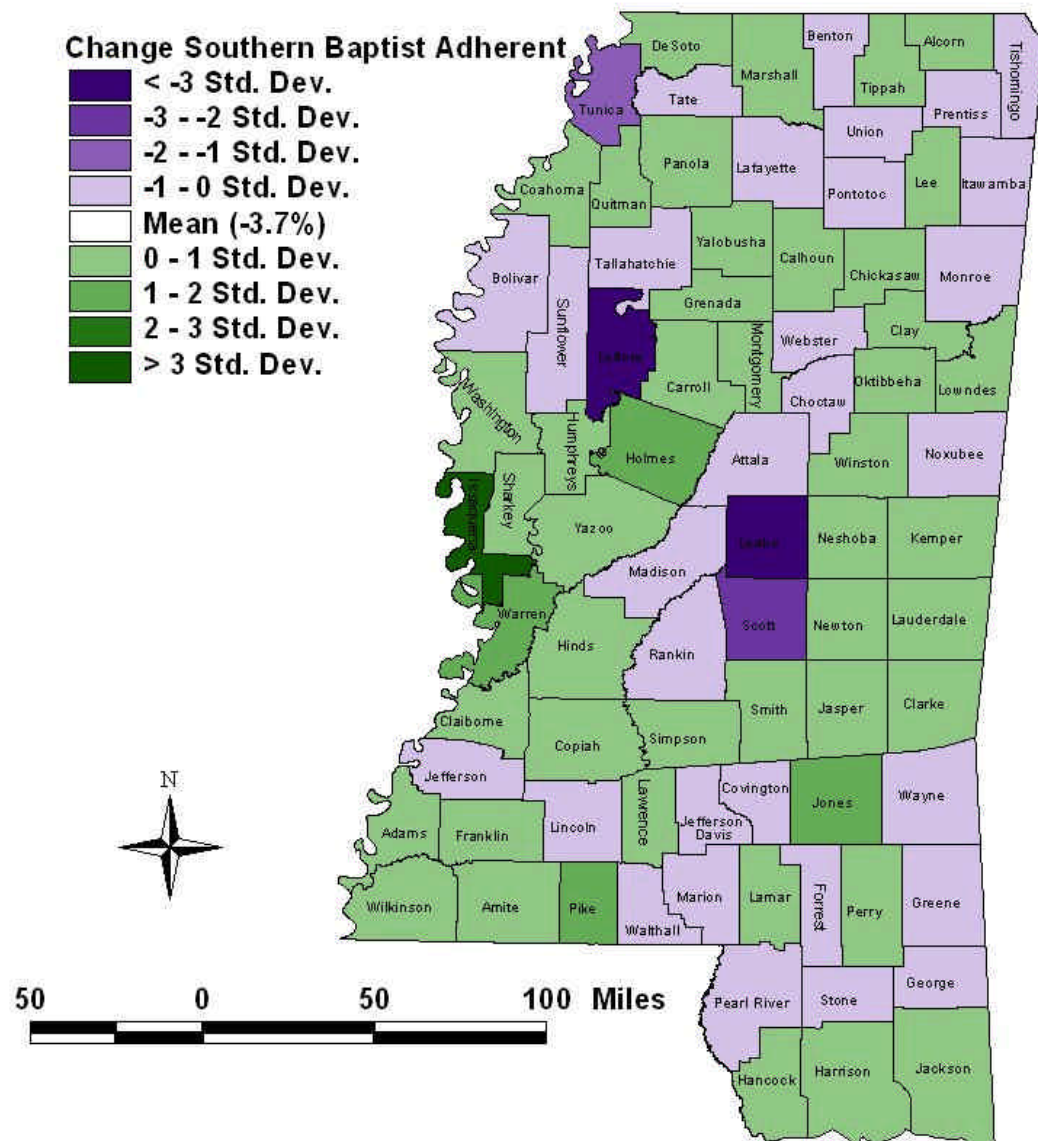 Change Southern Baptist Adherent
< -3 Std. Dev.
-3 - -2 Std. Dev.
-2 - -1 Std. Dev.
-1 - 0 Std. Dev.
Mean (-3.7%)
0 - 1 Std. Dev.
1 - 2 Std. Dev.
2 - 3 Std. Dev.
> 3 Std. Dev.
DeSoto
Marshall
Benton
Tippah
Alcorn
Tishomingo
Tunica
Tate
Prentiss
Union
Panola
Lafayette
Pontotoc
Lee
Itawamba
Coahoma
Quitman
Yalobusha
Calhoun
Chickasaw
Monroe
Bolivar
Tallahatchie
Sunflower
Grenada
Leflore
Carroll
Montgomery
Webster
Clay
Choctaw
Oktibbeha
Lowndes
Washington
Humphreys
Holmes
Attala
Winston
Noxubee
Issaquena
Sharkey
Yazoo
Leake
Neshoba
Kemper
Madison
Warren
Hinds
Rankin
Scott
Newton
Lauderdale
Claiborne
Copiah
Simpson
Smith
Jasper
Clarke
Jefferson
Lincoln
Lawrence
Jefferson
Davis
Covington
Jones
Wayne
Adams
Franklin
Wilkinson
Amite
Pike
Walthall
Marion
Lamar
Forrest
Perry
Greene
Pearl River
Stone
George
Hancock
Harrison
Jackson
N
50 0 50 100 Miles